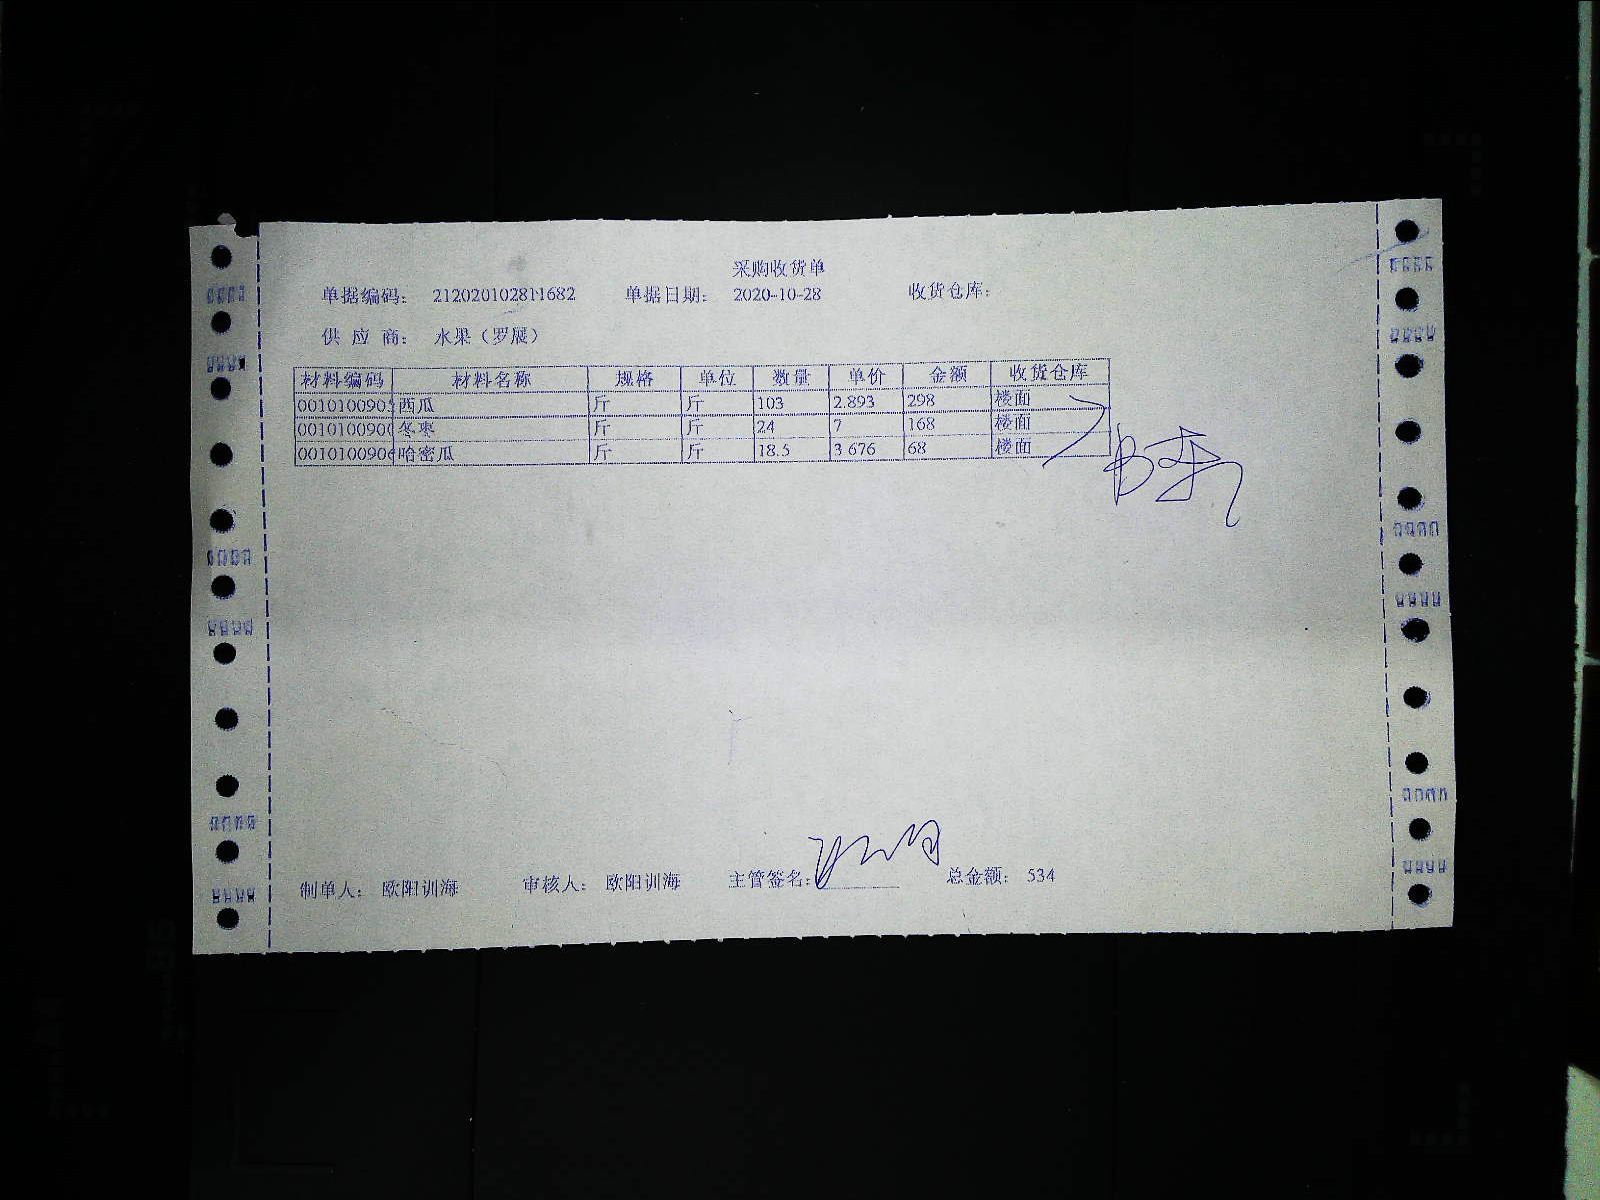 采购收货单
单据编码： 212020102811682 单据日期： 2020-10-28 收货仓库：
供 应 商： 水果（罗展）
材料编码 材料名称 规格 单位 数量 单价 金额 收货仓库
0010100905 西瓜 斤 斤 103 2.893 298 楼面
0010100900 冬枣 斤 斤 24 7 168 楼面
0010100906 哈密瓜 斤 斤 18.5 3.676 68 楼面
制单人： 欧阳训海 审核人： 欧阳训海 主管签名： 总金额： 534